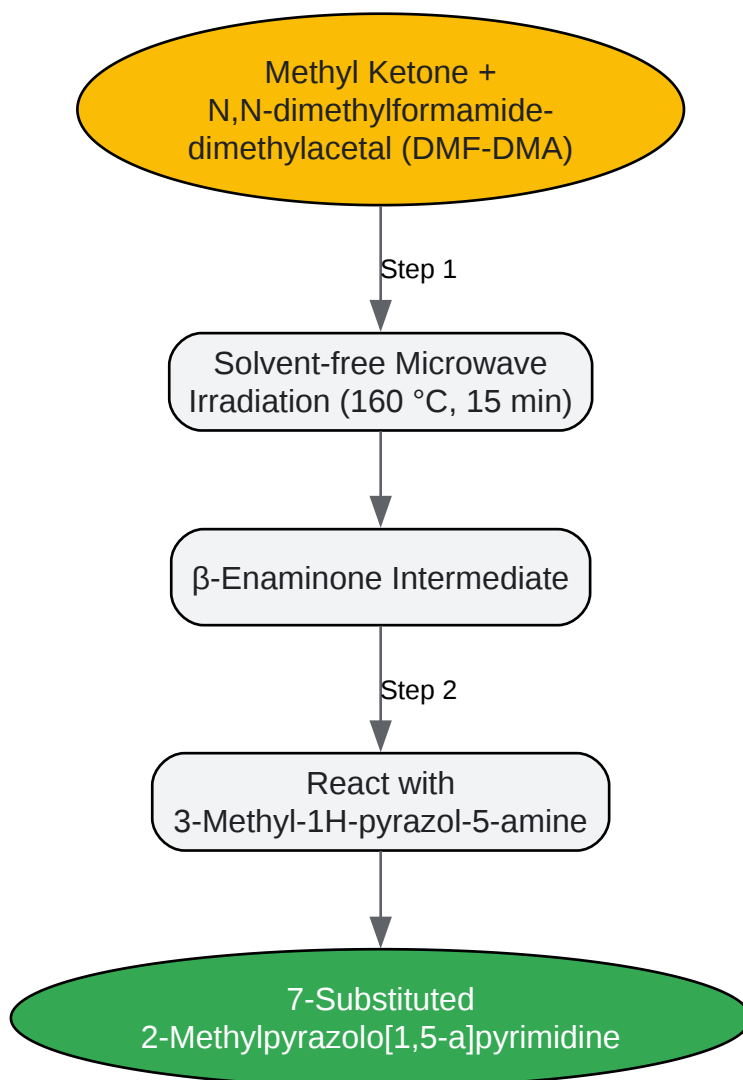 Methyl Ketone +
N,N-dimethylformamide-
dimethylacetal (DMF-DMA)
Step 1
Solvent-free Microwave
Irradiation (160 °C, 15 min)
β-Enaminone Intermediate
Step 2
React with
3-Methyl-1H-pyrazol-5-amine
7-Substituted
2-Methylpyrazolo[1,5-a]pyrimidine